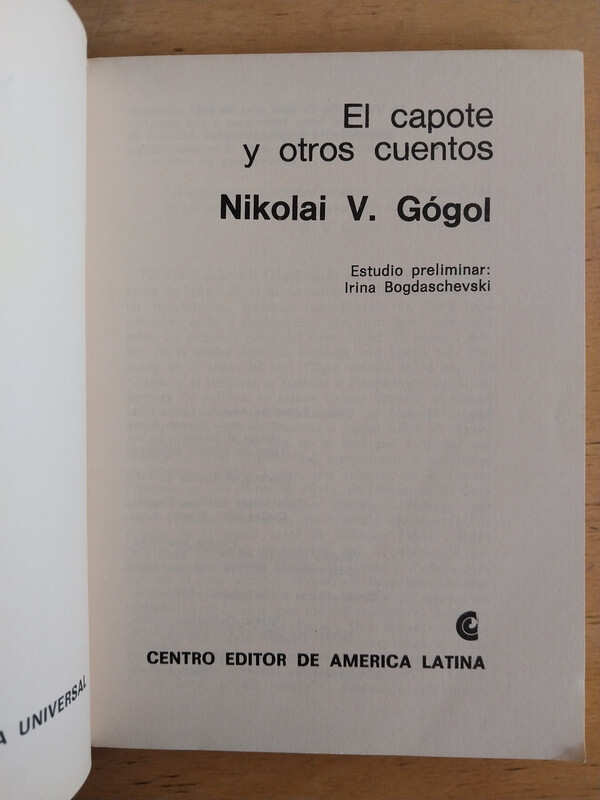 El capote
y otros cuentos
Nikolai V. Gógol
Estudio preliminar:
Irina Bogdaschevski
CENTRO EDITOR DE AMERICA LATINA
UNIVERSAL